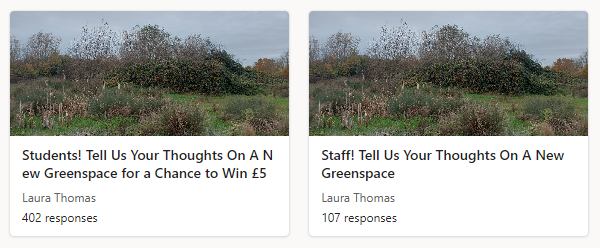 Students! Tell Us Your Thoughts On A N
ew Greenspace for a Chance to Win £5
Laura Thomas
402 responses
Staff! Tell Us Your Thoughts On A New
Greenspace
Laura Thomas
107 responses